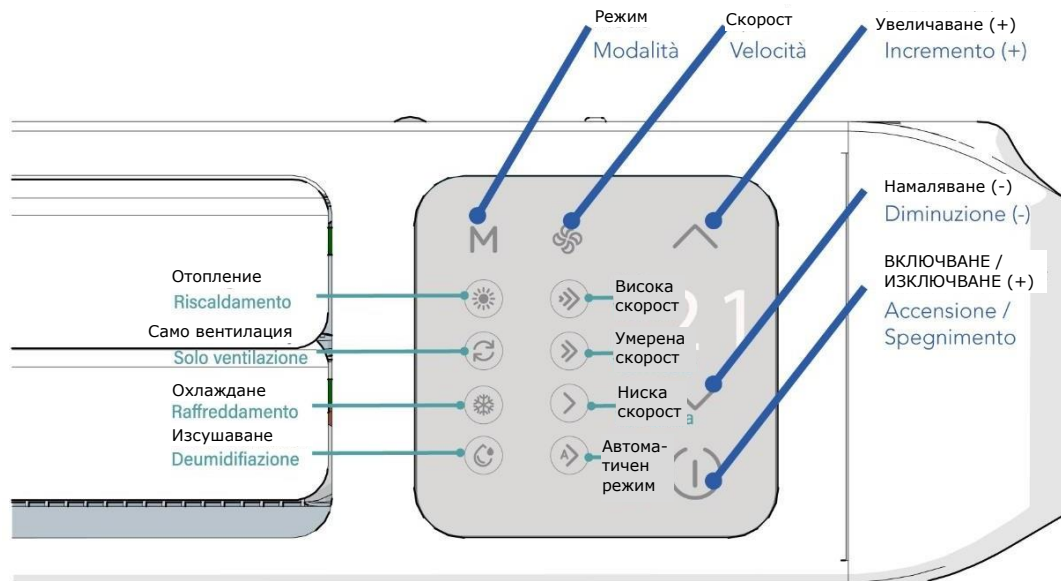 Режим
Modalità
Скорост
Velocità
Увеличаване (+)
Incremento (+)
Намаляване (-)
Diminuzione (-)
ВКЛЮЧВАНЕ /
ИЗКЛЮЧВАНЕ (+)
Accensione /
Spegnimento
M
Отопление
Riscaldamento
Само вентилация
Solo ventilazione
Охлаждане
Raffreddamento
Изсушаване
Deumidifiazione
Висока
скорост
Умерена
скорост
Ниска
скорост
a
Автома-
тичен
режим
A
21